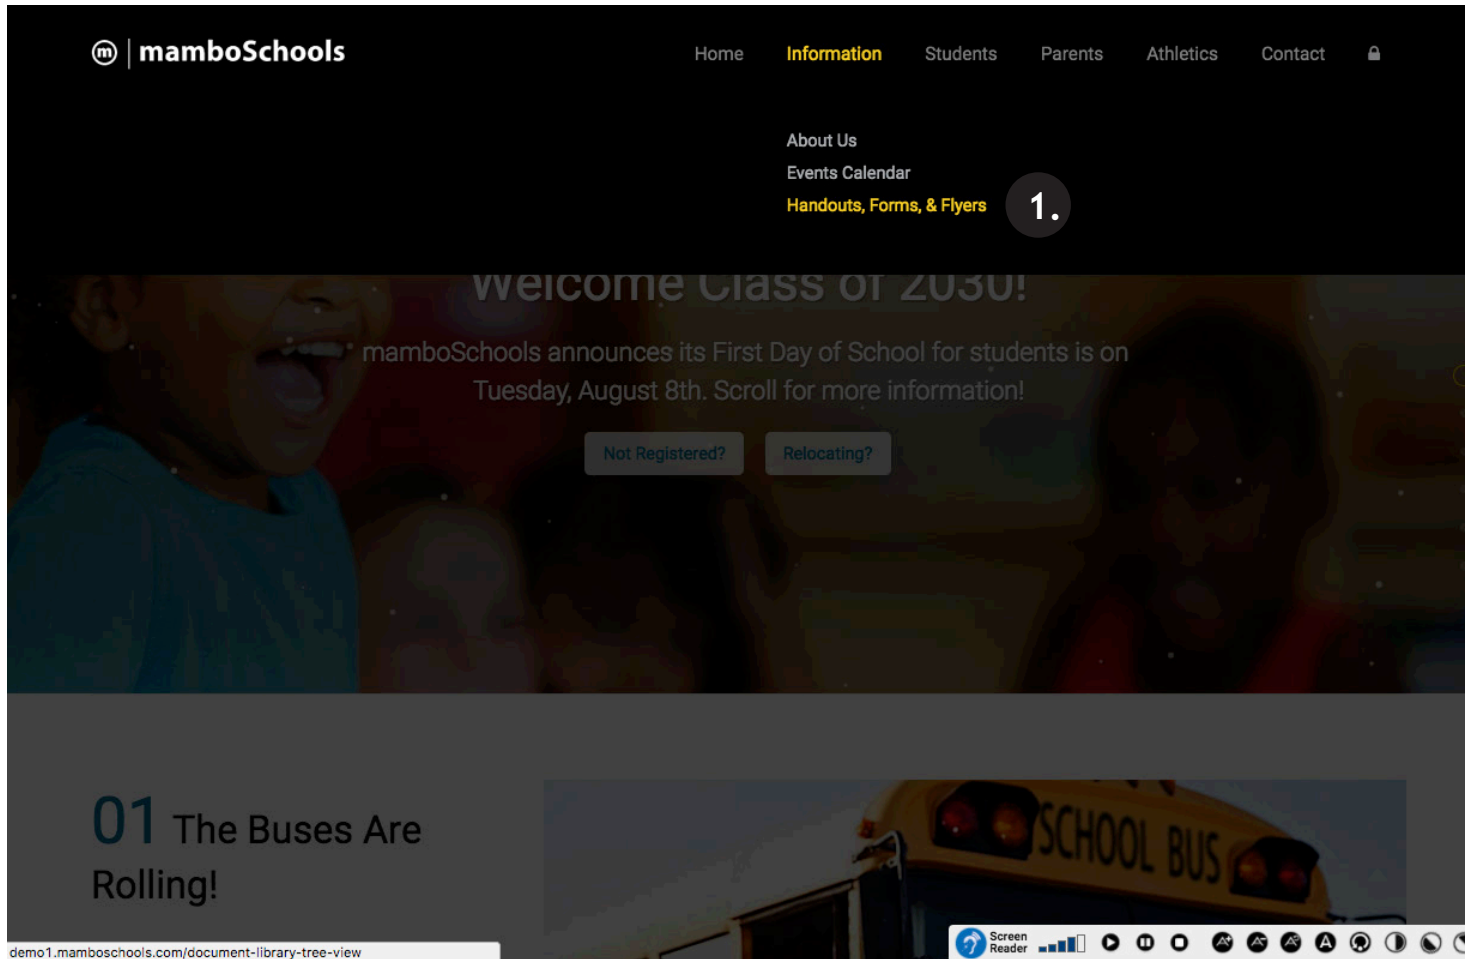 m | mamboSchools
Home Information Students Parents Athletics Contact
About Us
Events Calendar
Handouts, Forms, & Flyers 1.
Welcome Class of 2030!
mamboSchools announces its First Day of School for students is on
Tuesday, August 8th. Scroll for more information!
Not Registered? Relocating?
01 The Buses Are
Rolling!
SCHOOL BUS
demo1.mamboschools.com/document-library-tree-view
Screen
Reader
A+ A- A A